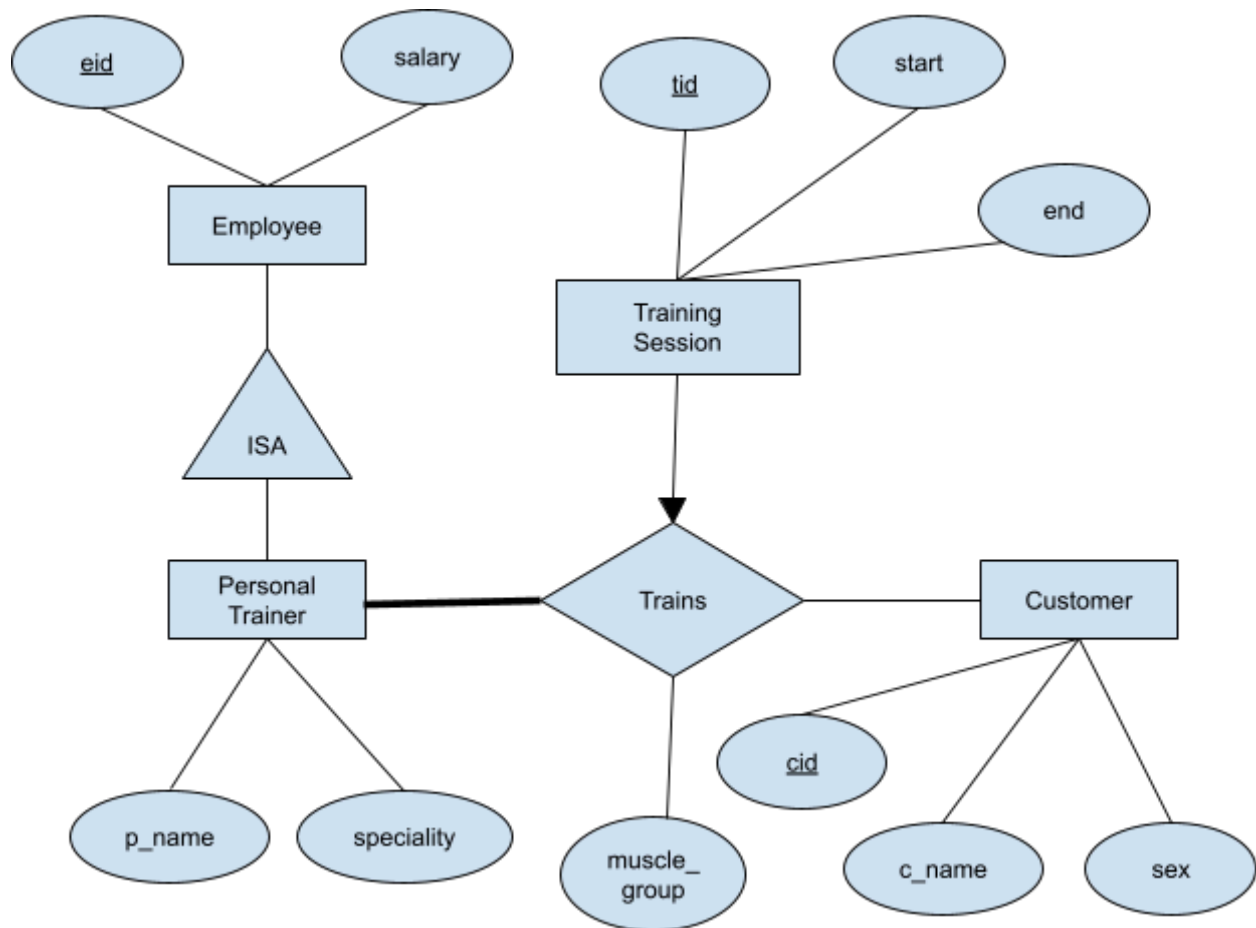 eid
salary
tid
start
end
Employee
Training
Session
ISA
Personal
Trainer
Trains
Customer
cid
p_name
speciality
muscle_
group
c_name
sex